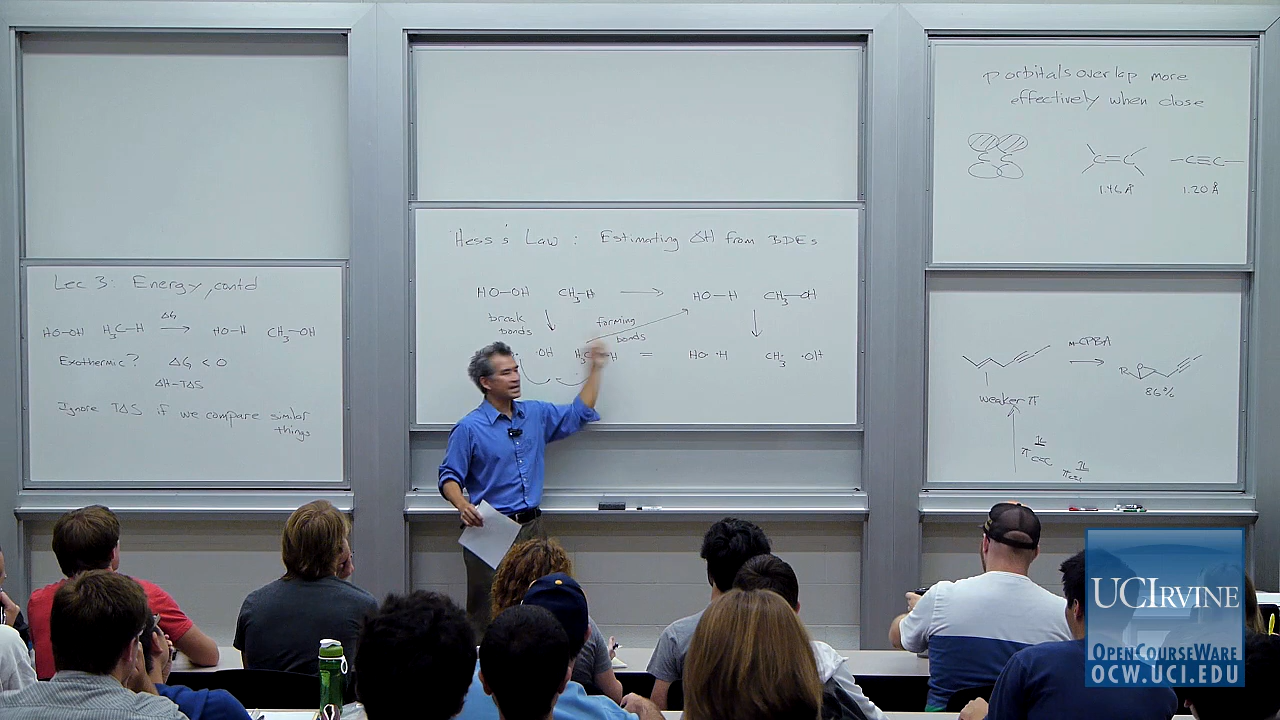 Lec 3: Energy, contd
HO-OH H₃C-H ΔG → HO-H CH₃-OH
Exothermic? ΔG < 0
ΔH-TΔS
Ignore TΔS if we compare similar
things
Hess's Law: Estimating ΔH from BDEs
HO-OH CH₃-H → HO-H CH₃-OH
break
bonds
forming
bonds
·OH H₃C ·H = HO· ·H CH₃ ·OH
p orbitals overlap more
effectively when close
C C
C=C -C≡C-
1.46 Å 1.20 Å
m-CPBA
→
86%
weaker π
π C≡C
UCIRVINE
OPENCOURSEWARE
OCW.UCI.EDU